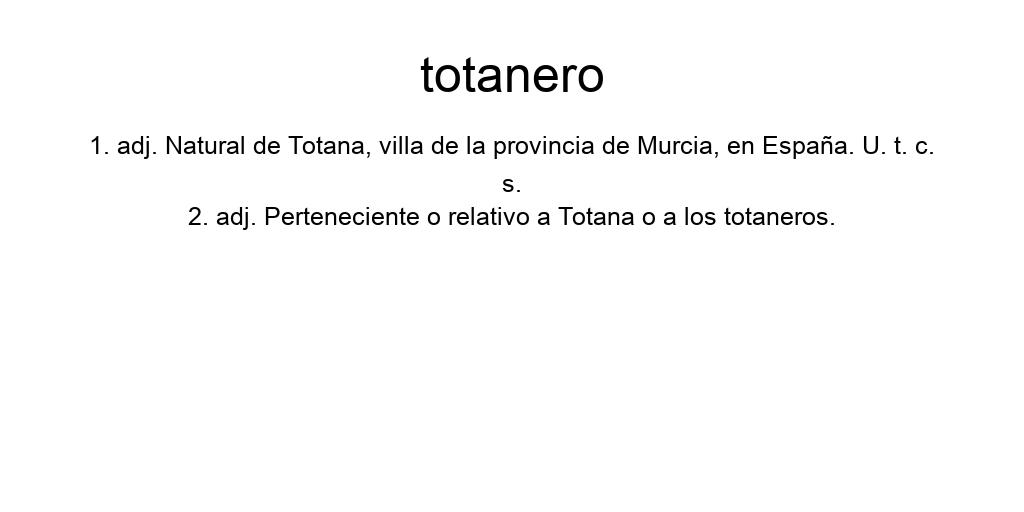 totanero
1. adj. Natural de Totana, villa de la provincia de Murcia, en España. U. t. c.
s.
2. adj. Perteneciente o relativo a Totana o a los totaneros.